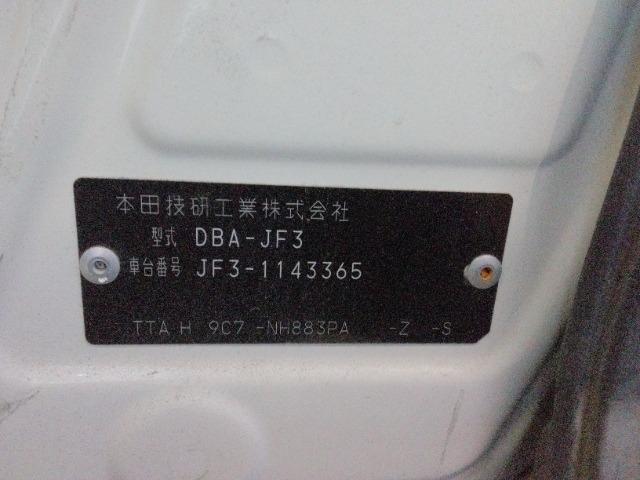 本田技研工業株式会社
型式 DBA-JF3
車台番号 JF3-1143365
TTA H 9C7 -NH883PA -Z -S